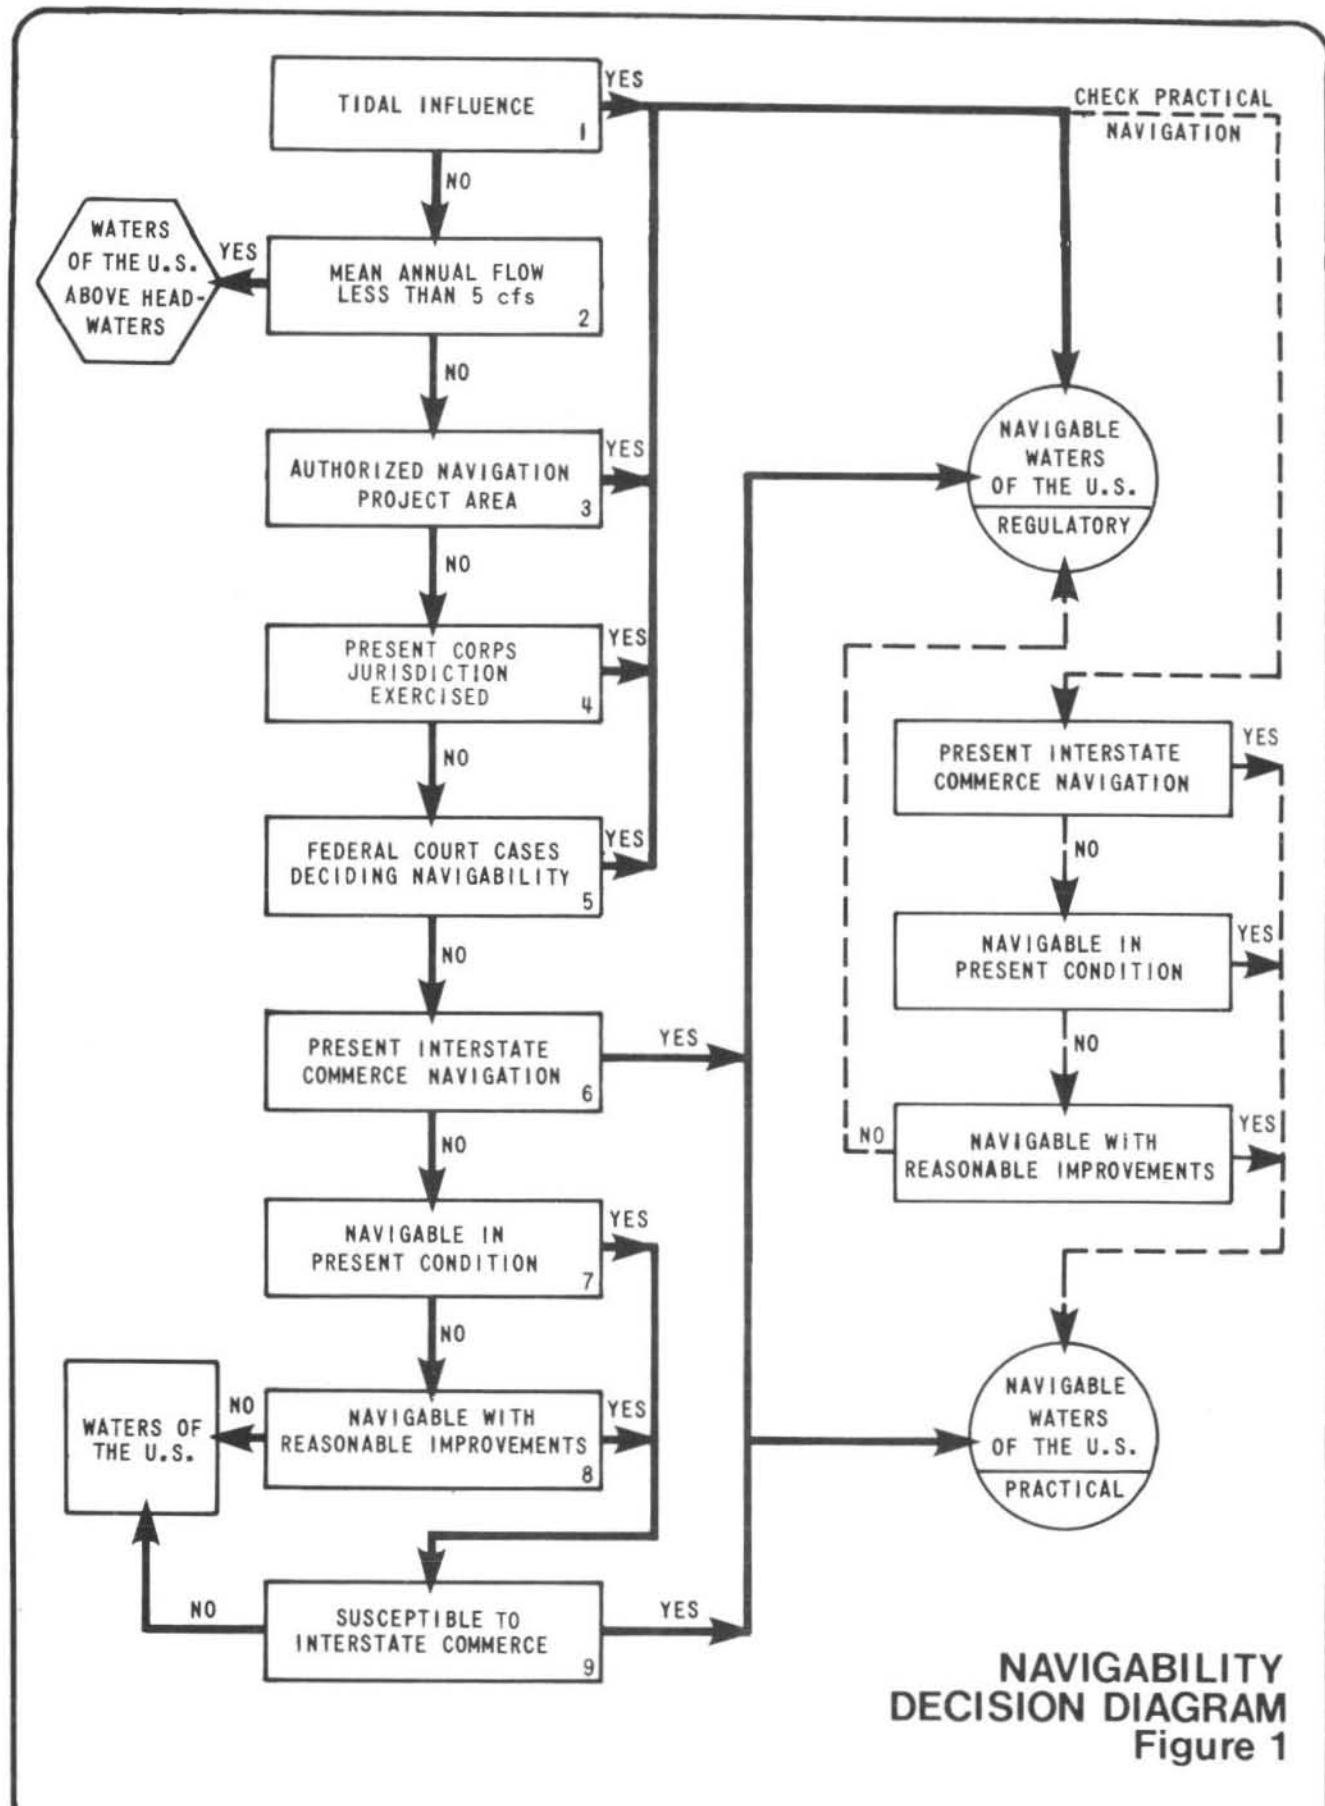 TIDAL INFLUENCE
1
YES
NO
CHECK PRACTICAL
NAVIGATION
WATERS
OF THE U.S.
ABOVE HEAD-
WATERS
YES
MEAN ANNUAL FLOW
LESS THAN 5 cfs
2
NO
AUTHORIZED NAVIGATION
PROJECT AREA
3
YES
NO
PRESENT CORPS
JURISDICTION
EXERCISED
4
YES
NO
FEDERAL COURT CASES
DECIDING NAVIGABILITY
5
YES
NO
PRESENT INTERSTATE
COMMERCE NAVIGATION
6
YES
NO
NAVIGABLE IN
PRESENT CONDITION
7
YES
NO
NAVIGABLE WITH
REASONABLE IMPROVEMENTS
8
YES
NO
WATERS OF
THE U.S.
SUSCEPTIBLE TO
INTERSTATE COMMERCE
9
NO
YES
NAVIGABLE
WATERS
OF THE U.S.
REGULATORY
PRESENT INTERSTATE
COMMERCE NAVIGATION
YES
NO
NAVIGABLE IN
PRESENT CONDITION
YES
NO
NAVIGABLE WITH
REASONABLE IMPROVEMENTS
YES
NO
NAVIGABLE
WATERS
OF THE U.S.
PRACTICAL
NAVIGABILITY
DECISION DIAGRAM
Figure 1